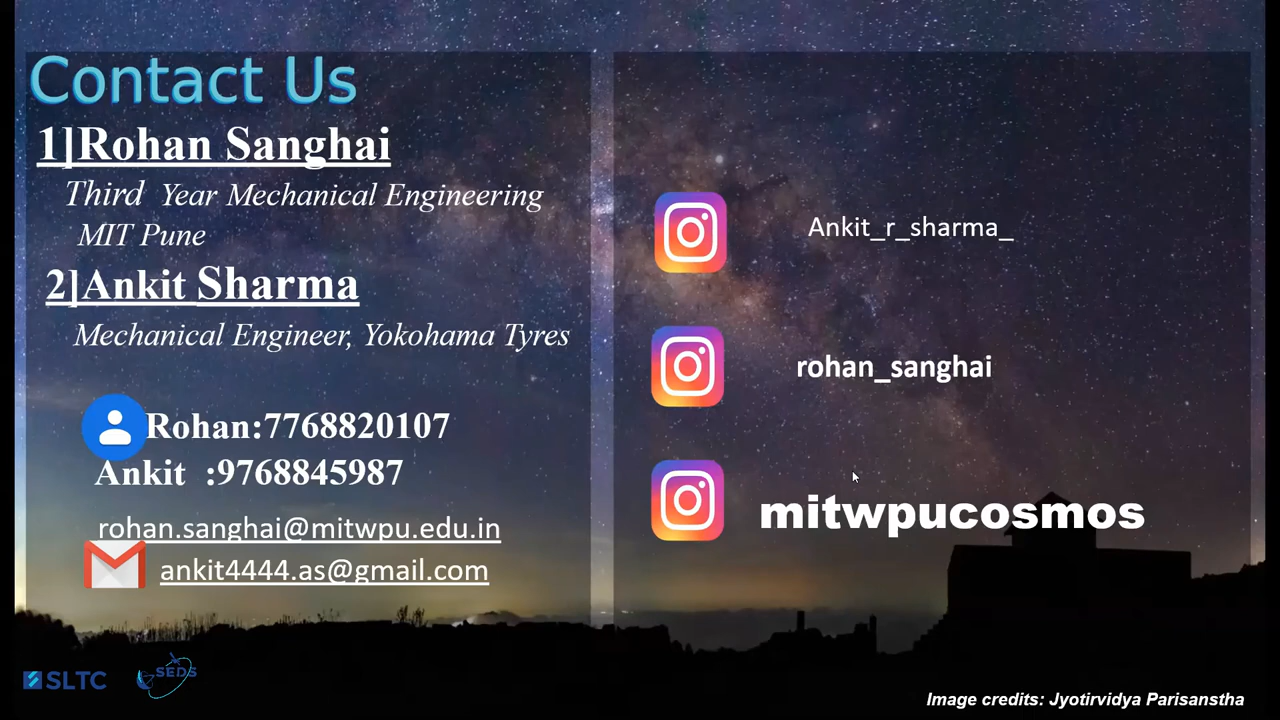 Contact Us
1]Rohan Sanghai
Third Year Mechanical Engineering
MIT Pune
2]Ankit Sharma
Mechanical Engineer, Yokohama Tyres
Rohan:7768820107
Ankit :9768845987
rohan.sanghai@mitwpu.edu.in
ankit4444.as@gmail.com
Ankit_r_sharma_
rohan_sanghai
mitwpucosmos
SLTC
SEDS
Image credits: Jyotirvidya Parisanstha